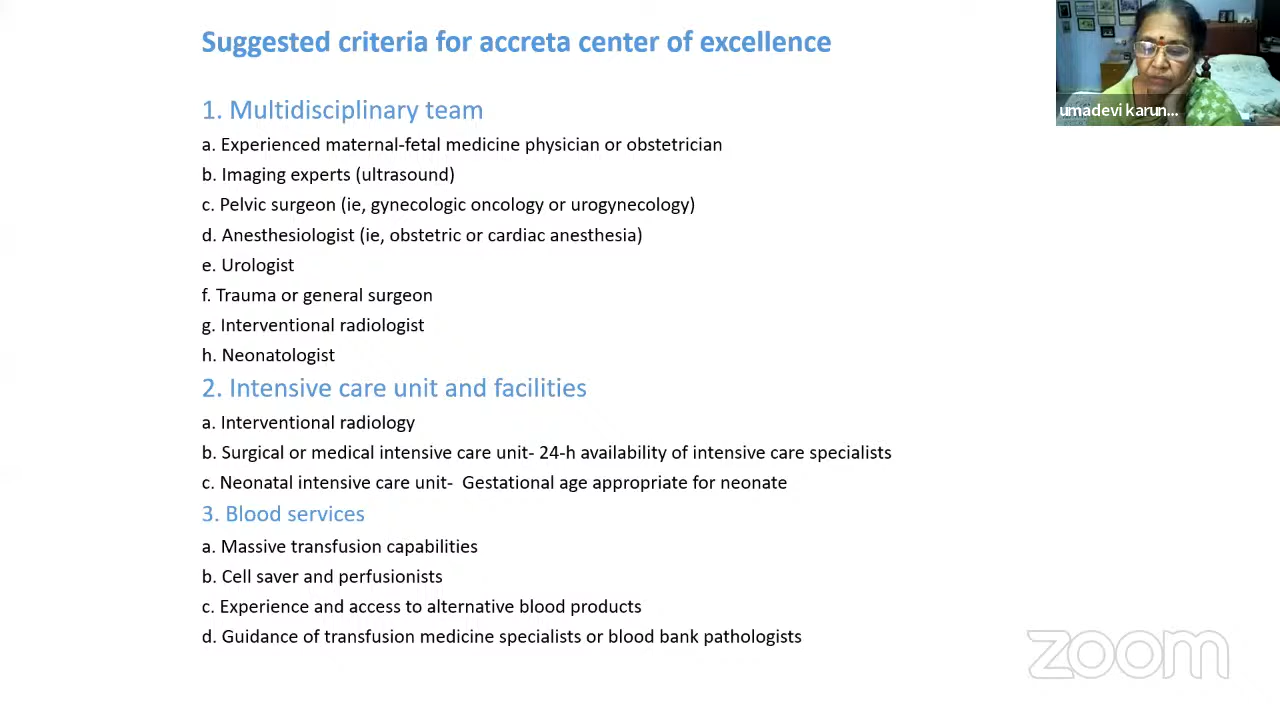 Suggested criteria for accreta center of excellence
umadevi karun...
1. Multidisciplinary team
a. Experienced maternal-fetal medicine physician or obstetrician
b. Imaging experts (ultrasound)
c. Pelvic surgeon (ie, gynecologic oncology or urogynecology)
d. Anesthesiologist (ie, obstetric or cardiac anesthesia)
e. Urologist
f. Trauma or general surgeon
g. Interventional radiologist
h. Neonatologist
2. Intensive care unit and facilities
a. Interventional radiology
b. Surgical or medical intensive care unit- 24-h availability of intensive care specialists
c. Neonatal intensive care unit-  Gestational age appropriate for neonate
3. Blood services
a. Massive transfusion capabilities
b. Cell saver and perfusionists
c. Experience and access to alternative blood products
d. Guidance of transfusion medicine specialists or blood bank pathologists
zoom